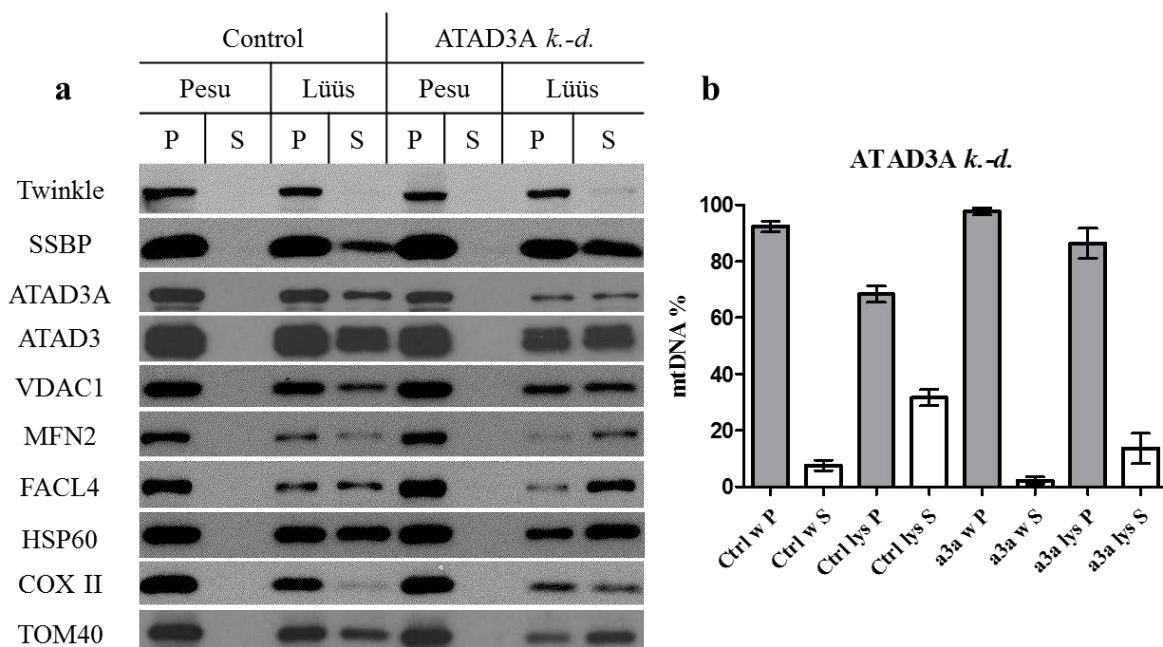 Control ATAD3A k.-d.
a Pesu Lüüs Pesu Lüüs b
P S P S P S P S
Twinkle
SSBP
ATAD3A
ATAD3
VDAC1
MFN2
FACL4
HSP60
COX II
TOM40
ATAD3A k.-d.
mtDNA %
100
80
60
40
20
0
Ctrl w P
Ctrl w S
Ctrl lys P
Ctrl lys S
a3a w P
a3a w S
a3a lys P
a3a lys S